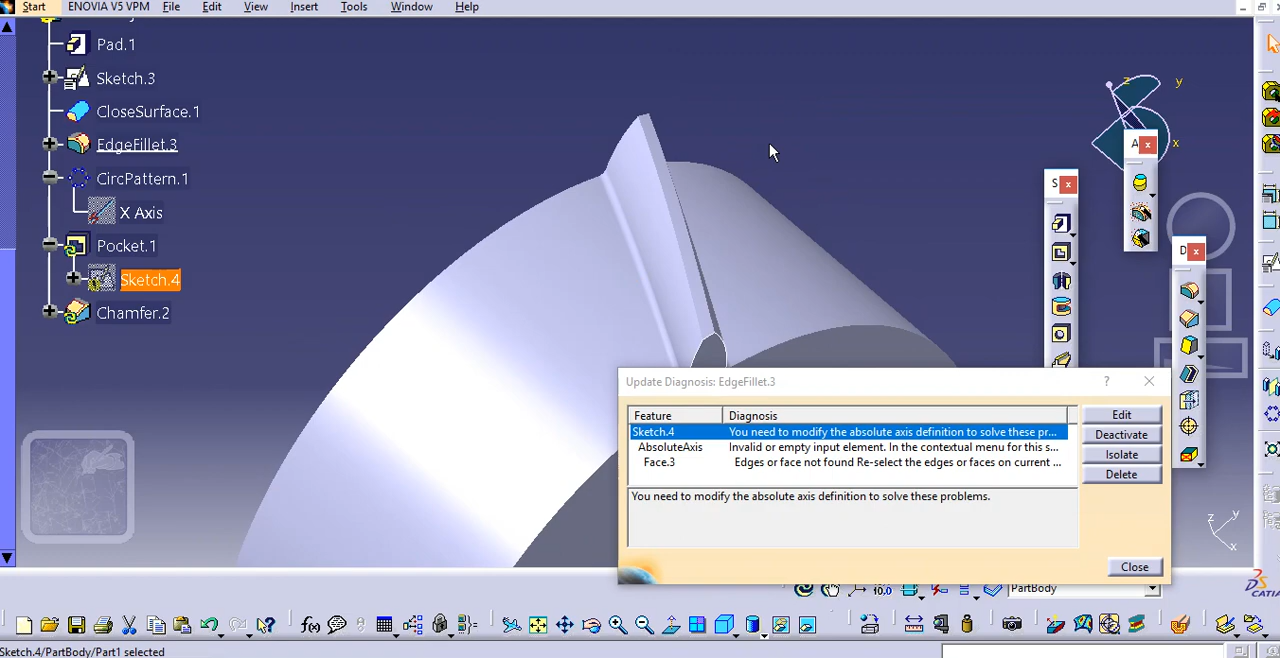 Start ENOVIA V5 VPM File Edit View Insert Tools Window Help
Pad.1
Sketch.3
CloseSurface.1
EdgeFillet.3
CircPattern.1
X Axis
Pocket.1
Sketch.4
Chamfer.2
z
y
x
A x
S x
D x
Update Diagnosis: EdgeFillet.3 ?
Feature Diagnosis
Sketch.4 You need to modify the absolute axis definition to solve these pr...
AbsoluteAxis Invalid or empty input element. In the contextual menu for this s...
Face.3 Edges or face not found Re-select the edges or faces on current ...
Edit
Deactivate
Isolate
Delete
You need to modify the absolute axis definition to solve these problems.
Close
z y
x
10,0 PartBody
CATIA
f(x)
Sketch.4/PartBody/Part1 selected